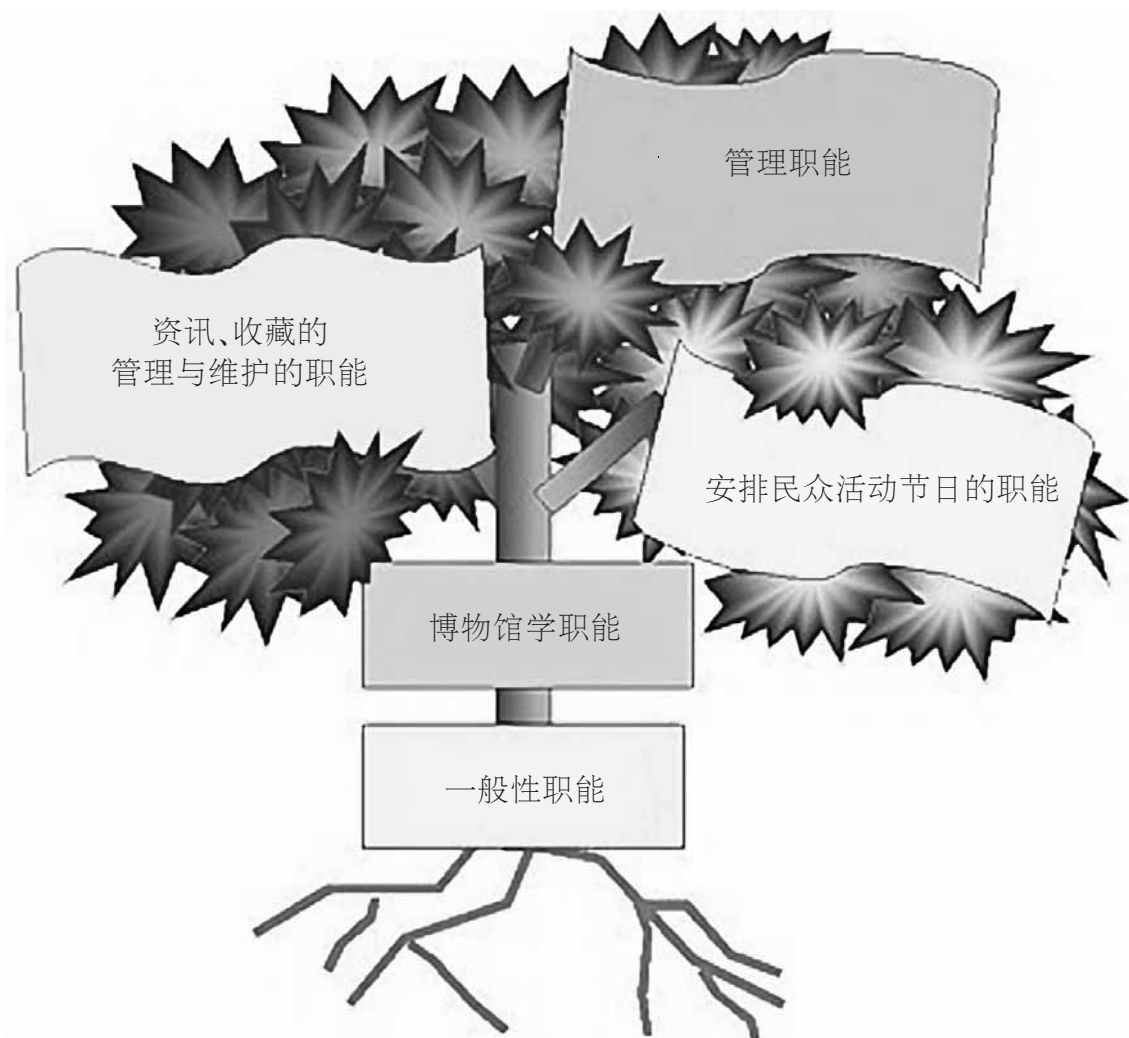 管理职能
资讯、收藏的
管理与维护的职能
安排民众活动节日的职能
博物馆学职能
一般性职能